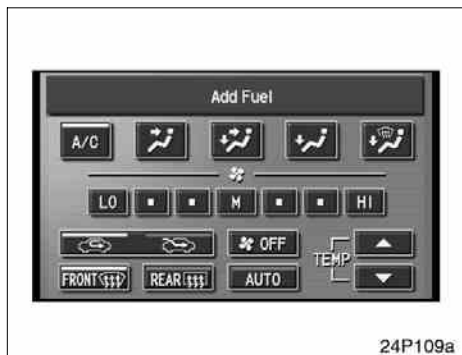 Add Fuel
A/C
LO M HI
OFF
TEMP
FRONT REAR AUTO
24P109a